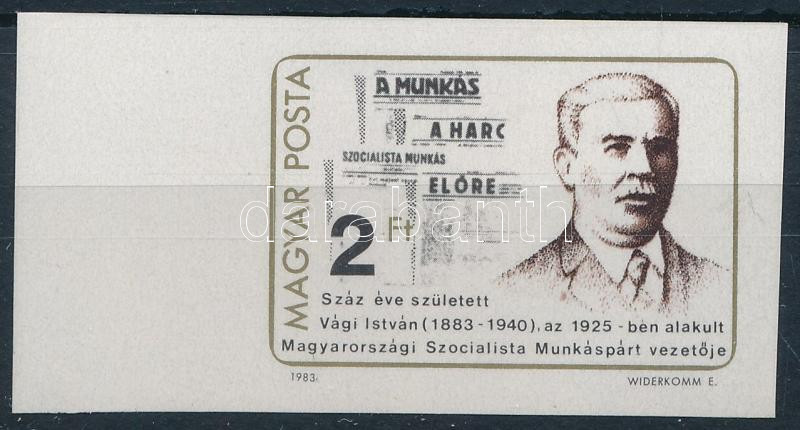 MAGYAR POSTA
A MUNKÁS
A HARC
SZOCIALISTA MUNKÁS
ELŐRE
2 Ft
darabanth
Száz éve született
Vági István (1883-1940), az 1925-ben alakult
Magyarországi Szocialista Munkáspárt vezetője
1983.
WIDERKOMM E.